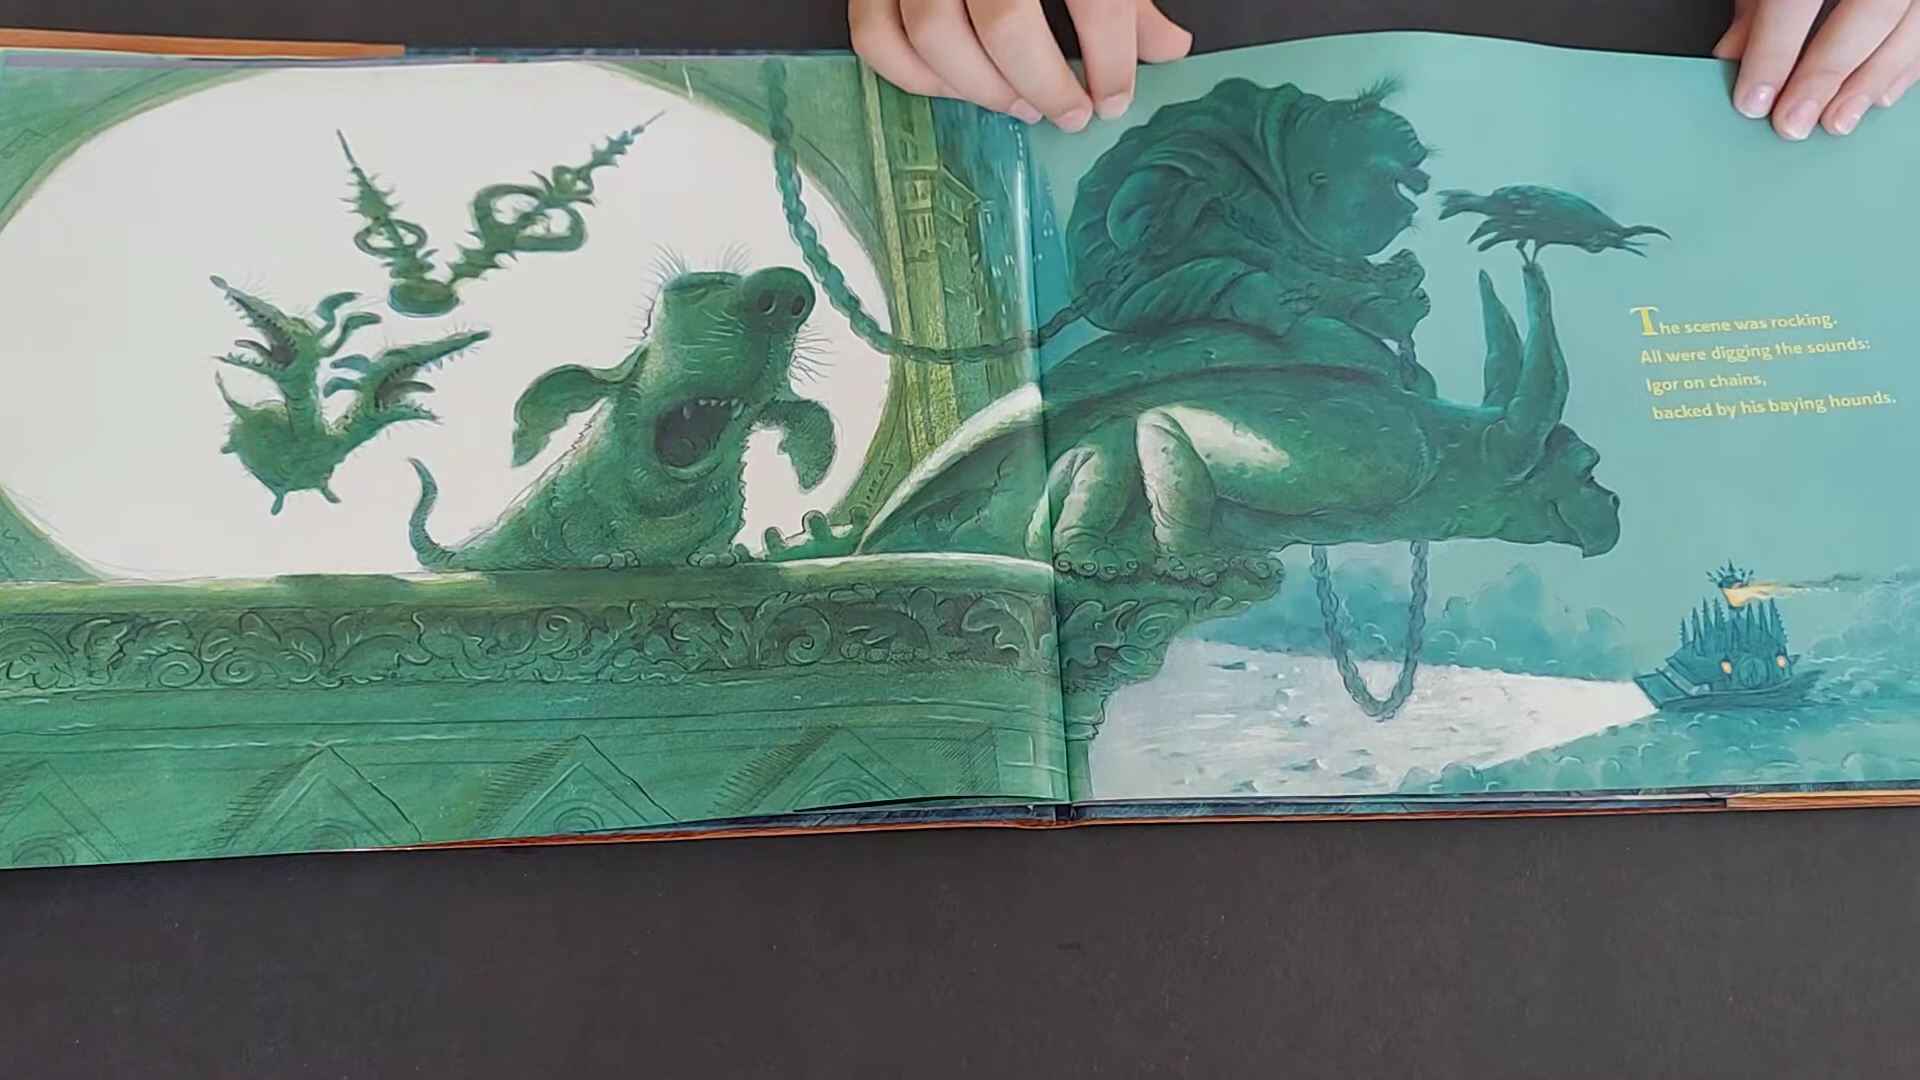 The scene was rocking.
All were digging the sounds:
Igor on chains,
backed by his baying hounds.